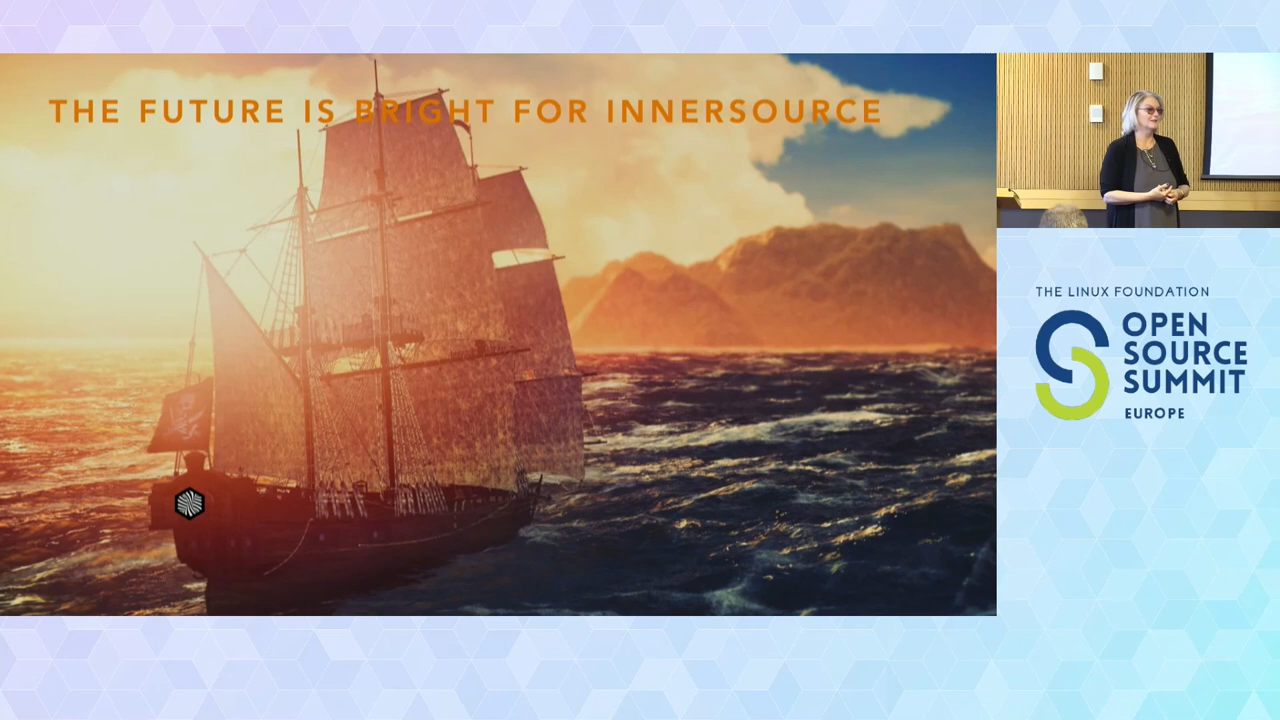 THE FUTURE IS BRIGHT FOR INNERSOURCE
THE LINUX FOUNDATION
OPEN
SOURCE
SUMMIT
EUROPE